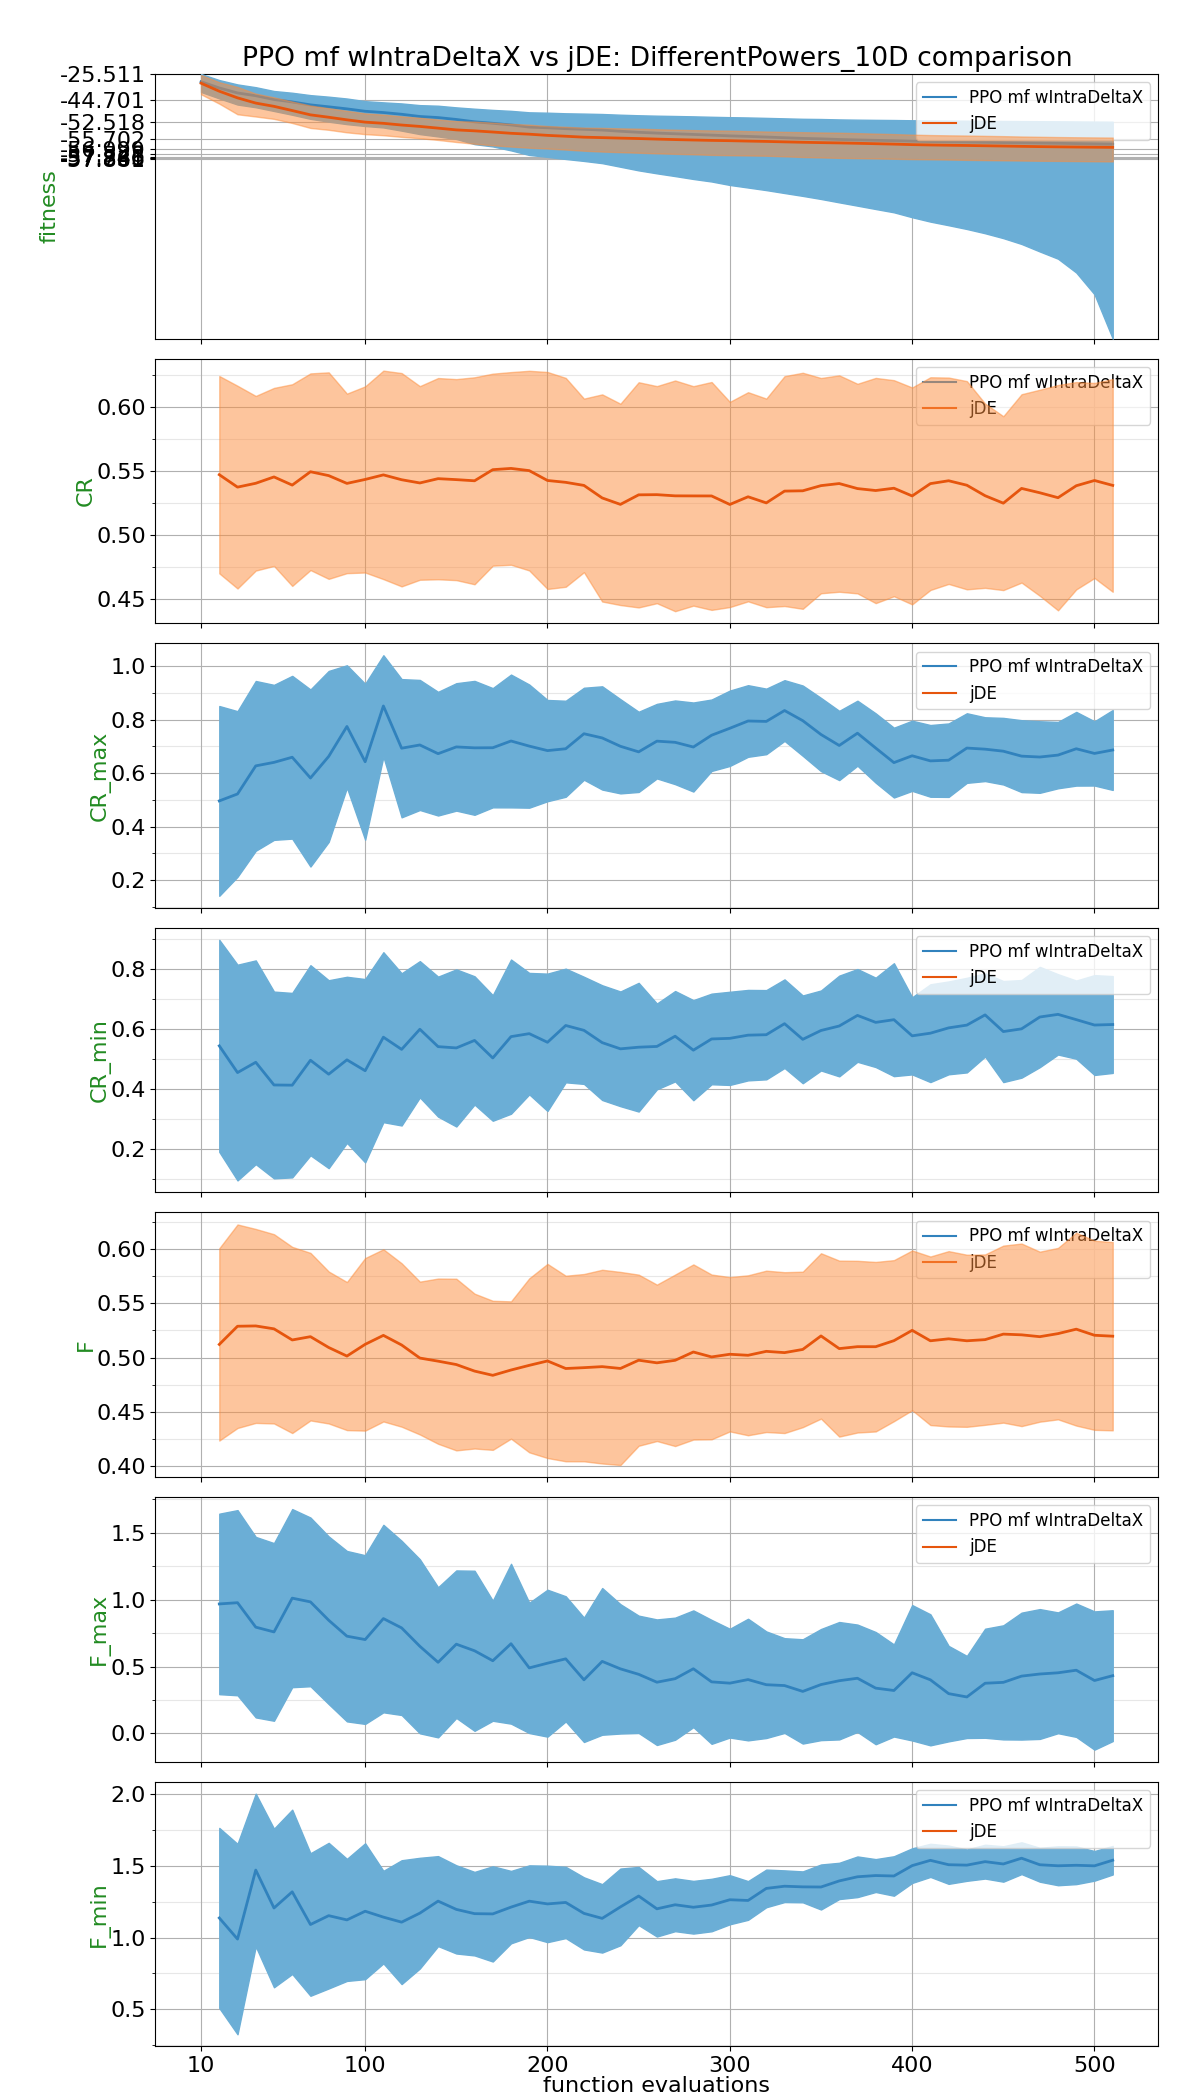 PPO mf wIntraDeltaX vs jDE: DifferentPowers_10D comparison
-25.511
-44.701
-52.518
-55.702
fitness
PPO mf wIntraDeltaX
jDE
0.60
0.55
0.50
0.45
CR
PPO mf wIntraDeltaX
jDE
1.0
0.8
0.6
0.4
0.2
CR_max
PPO mf wIntraDeltaX
jDE
0.8
0.6
0.4
0.2
CR_min
PPO mf wIntraDeltaX
jDE
0.60
0.55
0.50
0.45
0.40
F
PPO mf wIntraDeltaX
jDE
1.5
1.0
0.5
0.0
F_max
PPO mf wIntraDeltaX
jDE
2.0
1.5
1.0
0.5
F_min
PPO mf wIntraDeltaX
jDE
10 100 200 300 400 500
function evaluations